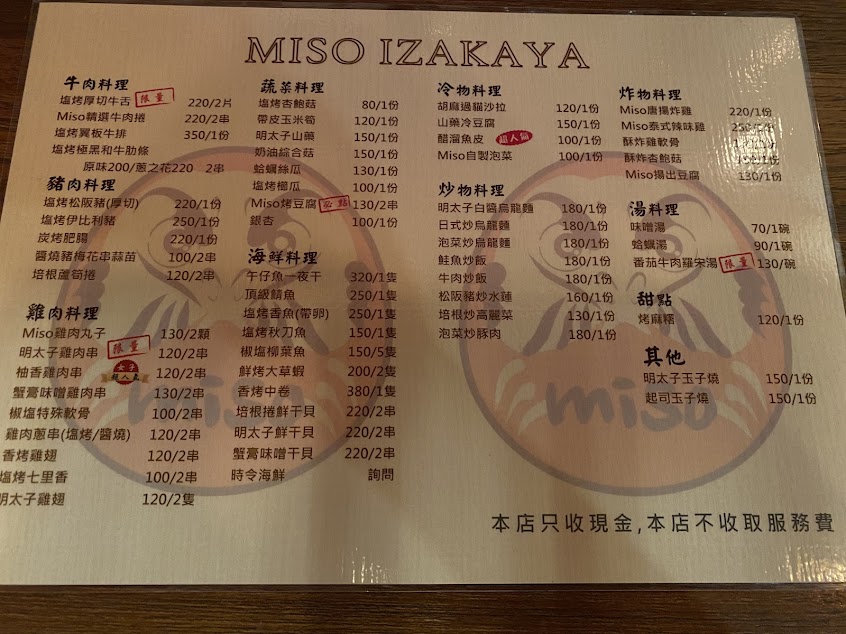 MISO IZAKAYA
牛肉料理
塩烤厚切牛舌 限量 220/2片
Miso精選牛肉捲 220/2串
塩烤翼板牛排 350/1份
塩烤極黑和牛肋條
原味200/蔥之花220 2串
豬肉料理
塩烤松阪豬(厚切) 220/1份
塩烤伊比利豬 250/1份
炭烤肥腸 220/1份
醬燒豬梅花串蒜苗 100/2串
培根蘆筍捲 120/2串
雞肉料理
Miso雞肉丸子 130/2顆
明太子雞肉串 限量 120/2串
柚香雞肉串 120/2串
蟹膏味噌雞肉串 130/2串
椒塩特殊軟骨 100/2串
雞肉蔥串(塩烤/醬燒) 120/2串
香烤雞翅 120/2串
塩烤七里香 100/2串
明太子雞翅 120/2隻
蔬菜料理
塩烤杏鮑菇 80/1份
帶皮玉米筍 120/1份
明太子山藥 150/1份
奶油綜合菇 150/1份
蛤蠣絲瓜 130/1份
塩烤櫛瓜 100/1份
Miso烤豆腐 必點 130/2串
銀杏 100/1份
海鮮料理
午仔魚一夜干 320/1隻
頂級鯖魚 250/1隻
塩烤香魚(帶卵) 250/1隻
塩烤秋刀魚 150/1隻
椒塩柳葉魚 150/5隻
鮮烤大草蝦 200/2隻
香烤中卷 380/1隻
培根捲鮮干貝 220/2串
明太子鮮干貝 220/2串
蟹膏味噌干貝 220/2串
時令海鮮 詢問
冷物料理
胡麻過貓沙拉 120/1份
山藥冷豆腐 150/1份
醋溜魚皮 超人氣 100/1份
Miso自製泡菜 100/1份
炒物料理
明太子白醬烏龍麵 180/1份
日式炒烏龍麵 180/1份
泡菜炒烏龍麵 180/1份
鮭魚炒飯 180/1份
牛肉炒飯 180/1份
松阪豬炒水蓮 160/1份
培根炒高麗菜 130/1份
泡菜炒豚肉 180/1份
炸物料理
Miso唐揚炸雞 220/1份
Miso泰式辣味雞
酥炸雞軟骨
酥炸杏鮑菇
Miso揚出豆腐 130/1份
湯料理
味噌湯 70/1碗
蛤蠣湯 90/1碗
番茄牛肉羅宋湯 限量 130/碗
甜點
烤麻糬 120/1份
其他
明太子玉子燒 150/1份
起司玉子燒 150/1份
miso
miso
本店只收現金,本店不收取服務費